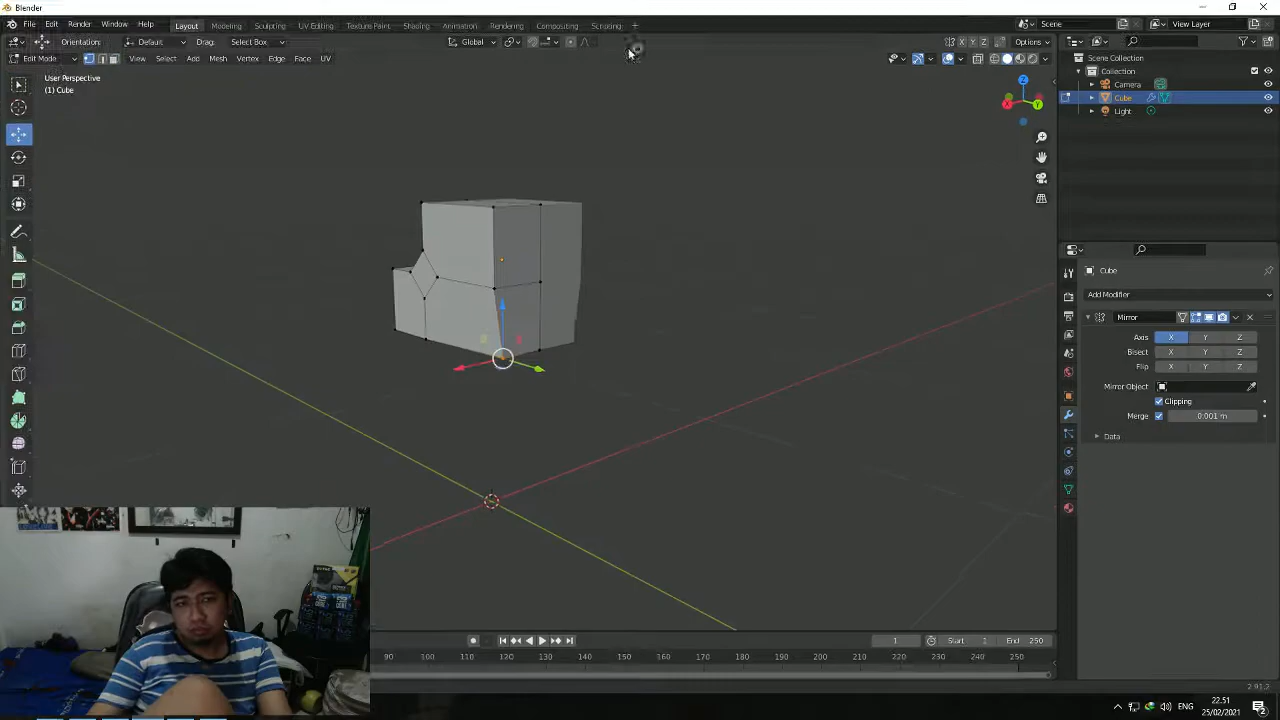 Blender
File Edit Render Window Help Layout Modeling Sculpting UV Editing Texture Paint Shading Animation Rendering Compositing Scripting + Scene View Layer
Orientation: Default Drag: Select Box Global X Y Z Options
Edit Mode View Select Add Mesh Vertex Edge Face UV
User Perspective
(1) Cube
Z
X Y
Scene Collection
Collection
Camera
Cube
Light
Cube
Add Modifier
Mirror
Axis X Y Z
Bisect X Y Z
Flip X Y Z
Mirror Object
Clipping
Merge 0.001 m
Data
1 Start 1 End 250
90 100 110 120 130 140 150 160 170 180 190 200 210 220 230 240 250
2.91.2
22.51
25/02/2021